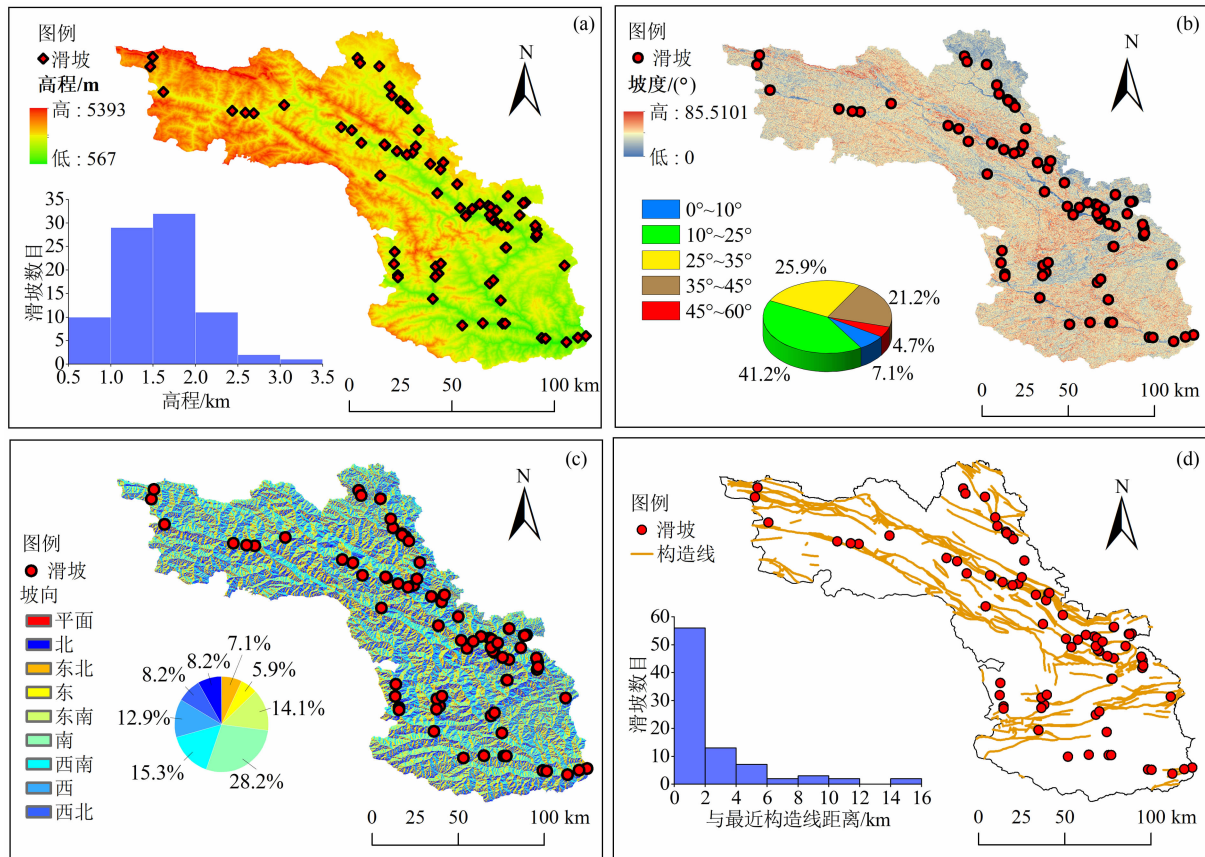 (a)
图例
滑坡
高程/m
高 : 5393
低 : 567
N
35
30
25
20
15
10
5
0
滑坡数目
0.5 1.0 1.5 2.0 2.5 3.0 3.5
高程/km
0 25 50 100 km
(b)
图例
滑坡
坡度/(°)
高 : 85.5101
低 : 0
N
0°~10°
10°~25°
25°~35°
35°~45°
45°~60°
25.9%
21.2%
4.7%
7.1%
41.2%
0 25 50 100 km
(c)
N
图例
滑坡
坡向
平面
北
东北
东
东南
南
西南
西
西北
8.2%
7.1%
5.9%
14.1%
28.2%
15.3%
12.9%
8.2%
0 25 50 100 km
(d)
N
图例
滑坡
构造线
60
50
40
30
20
10
0
滑坡数目
0 2 4 6 8 10 12 14 16
与最近构造线距离/km
0 25 50 100 km